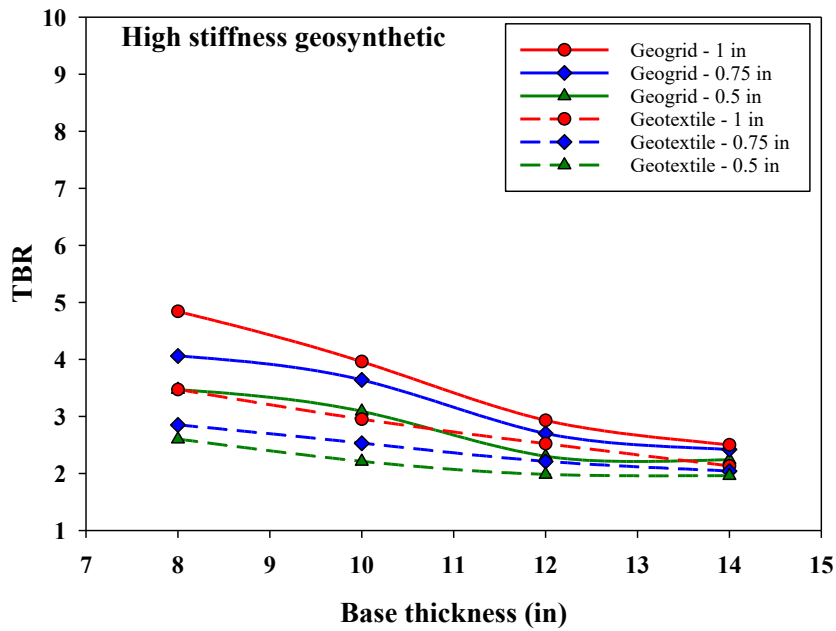 High stiffness geosynthetic
Geogrid - 1 in
Geogrid - 0.75 in
Geogrid - 0.5 in
Geotextile - 1 in
Geotextile - 0.75 in
Geotextile - 0.5 in
TBR
10
9
8
7
6
5
4
3
2
1
7 8 9 10 11 12 13 14 15
Base thickness (in)